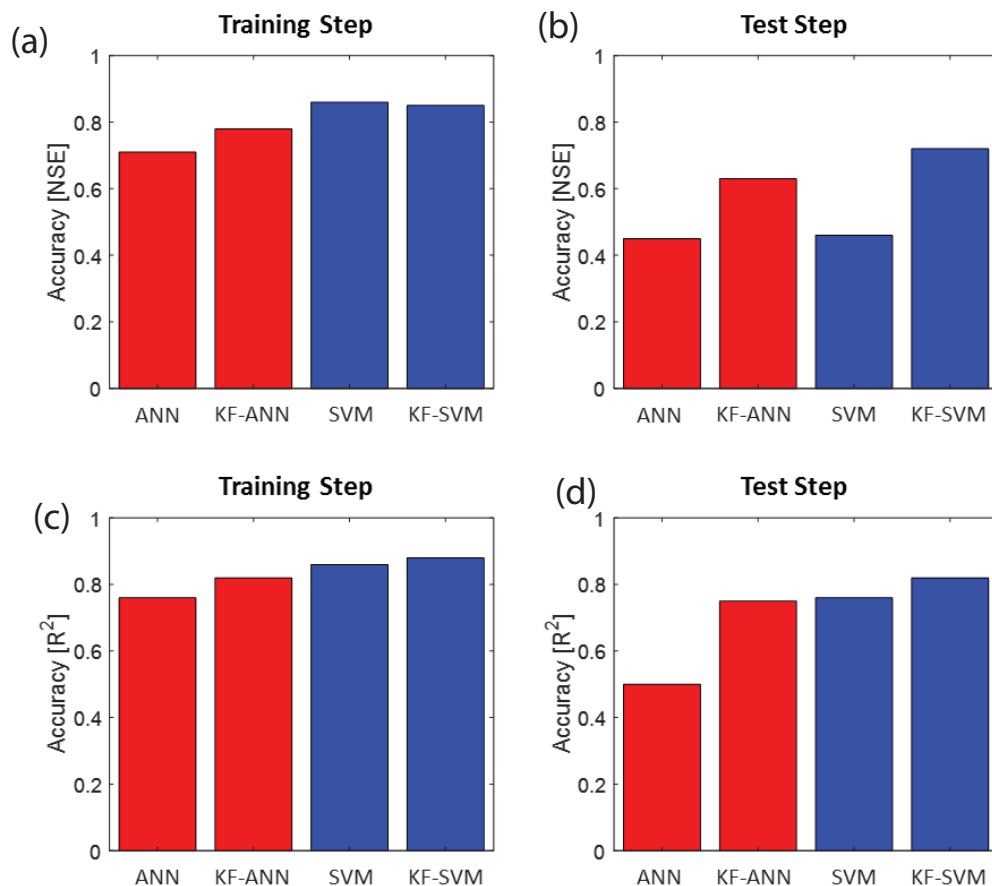 (a)
Training Step
Accuracy [NSE]
1
0.8
0.6
0.4
0.2
0
ANN KF-ANN SVM KF-SVM
(b)
Test Step
Accuracy [NSE]
1
0.8
0.6
0.4
0.2
0
ANN KF-ANN SVM KF-SVM
(c)
Training Step
Accuracy [R²]
1
0.8
0.6
0.4
0.2
0
ANN KF-ANN SVM KF-SVM
(d)
Test Step
Accuracy [R²]
1
0.8
0.6
0.4
0.2
0
ANN KF-ANN SVM KF-SVM